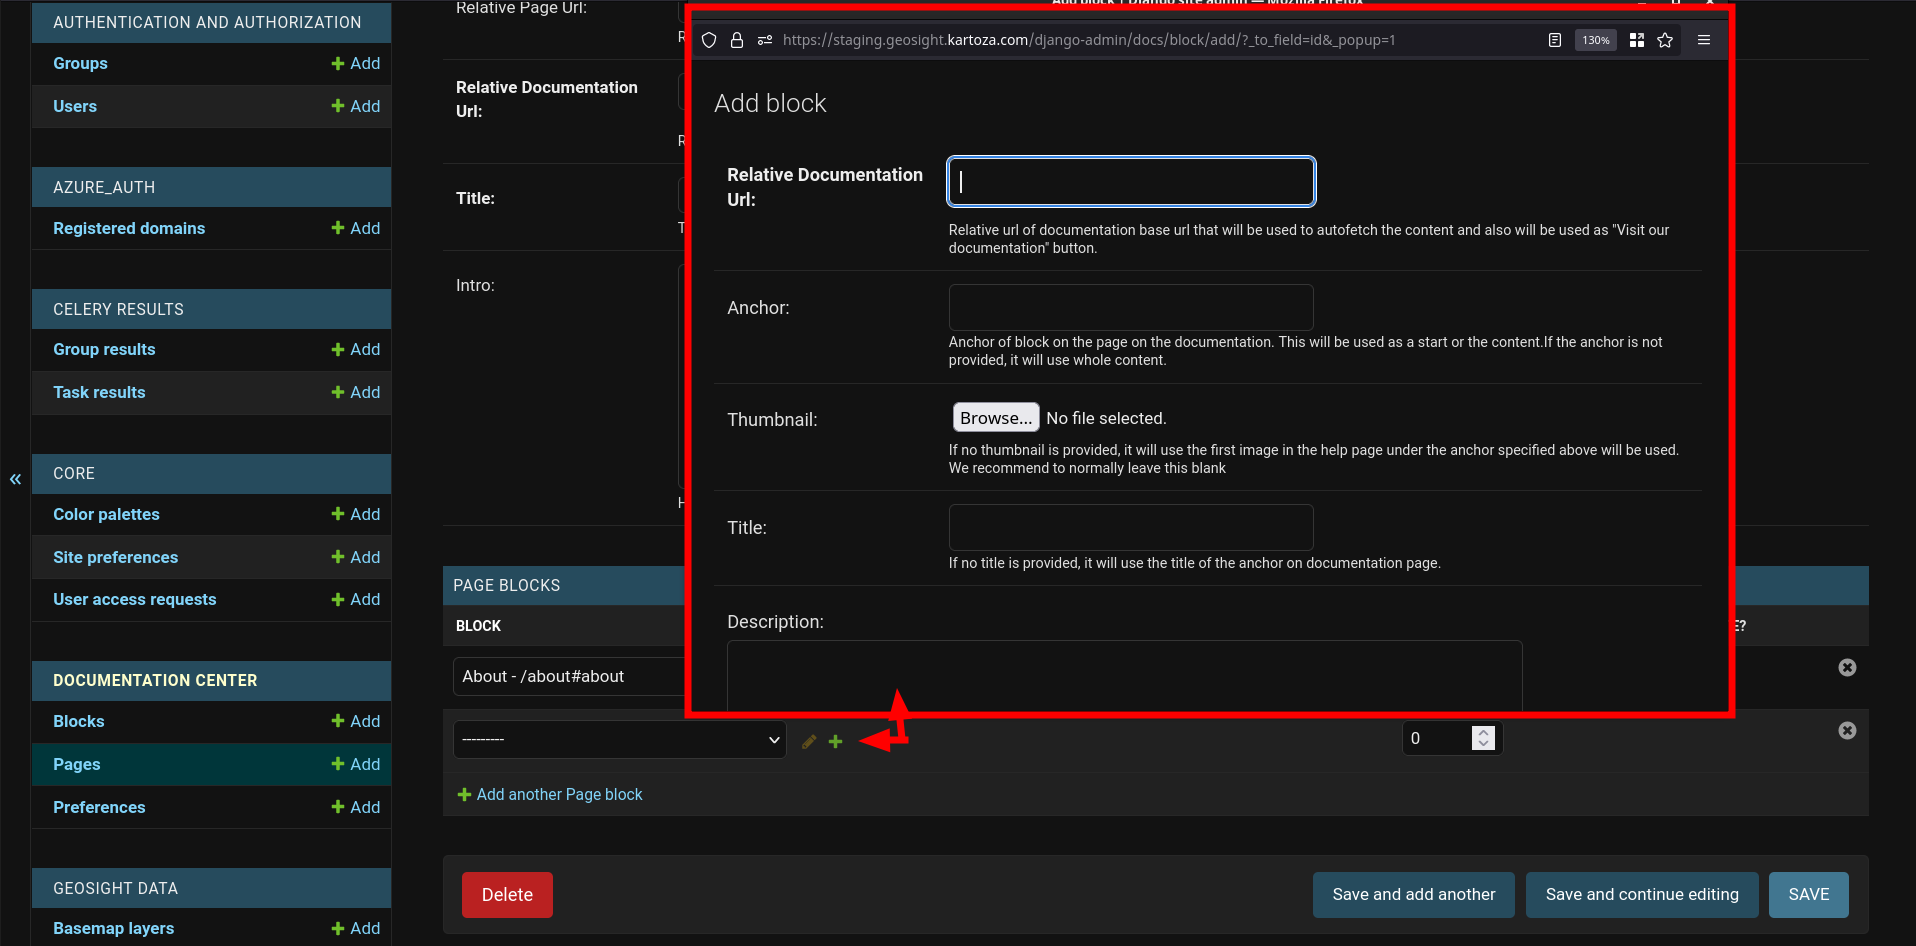 AUTHENTICATION AND AUTHORIZATION
Groups
Add
Users
Add
AZURE_AUTH
Registered domains
Add
CELERY RESULTS
Group results
Add
Task results
Add
CORE
Color palettes
Add
Site preferences
Add
User access requests
Add
DOCUMENTATION CENTER
Blocks
Add
Pages
Add
Preferences
Add
GEOSIGHT DATA
Basemap layers
Add
«
Relative Page Url:
R
Relative Documentation
Url:
R
Title:
T
Intro:
H
PAGE BLOCKS
BLOCK
E?
About - /about#about
---------
0
Add another Page block
Delete
Save and add another
Save and continue editing
SAVE
Add block | Django site admin — Mozilla Firefox
https://staging.geosight.kartoza.com/django-admin/docs/block/add/?_to_field=id&_popup=1
130%
Add block
Relative Documentation
Url:
Relative url of documentation base url that will be used to autofetch the content and also will be used as "Visit our
documentation" button.
Anchor:
Anchor of block on the page on the documentation. This will be used as a start or the content.If the anchor is not
provided, it will use whole content.
Thumbnail:
Browse...
No file selected.
If no thumbnail is provided, it will use the first image in the help page under the anchor specified above will be used.
We recommend to normally leave this blank
Title:
If no title is provided, it will use the title of the anchor on documentation page.
Description: